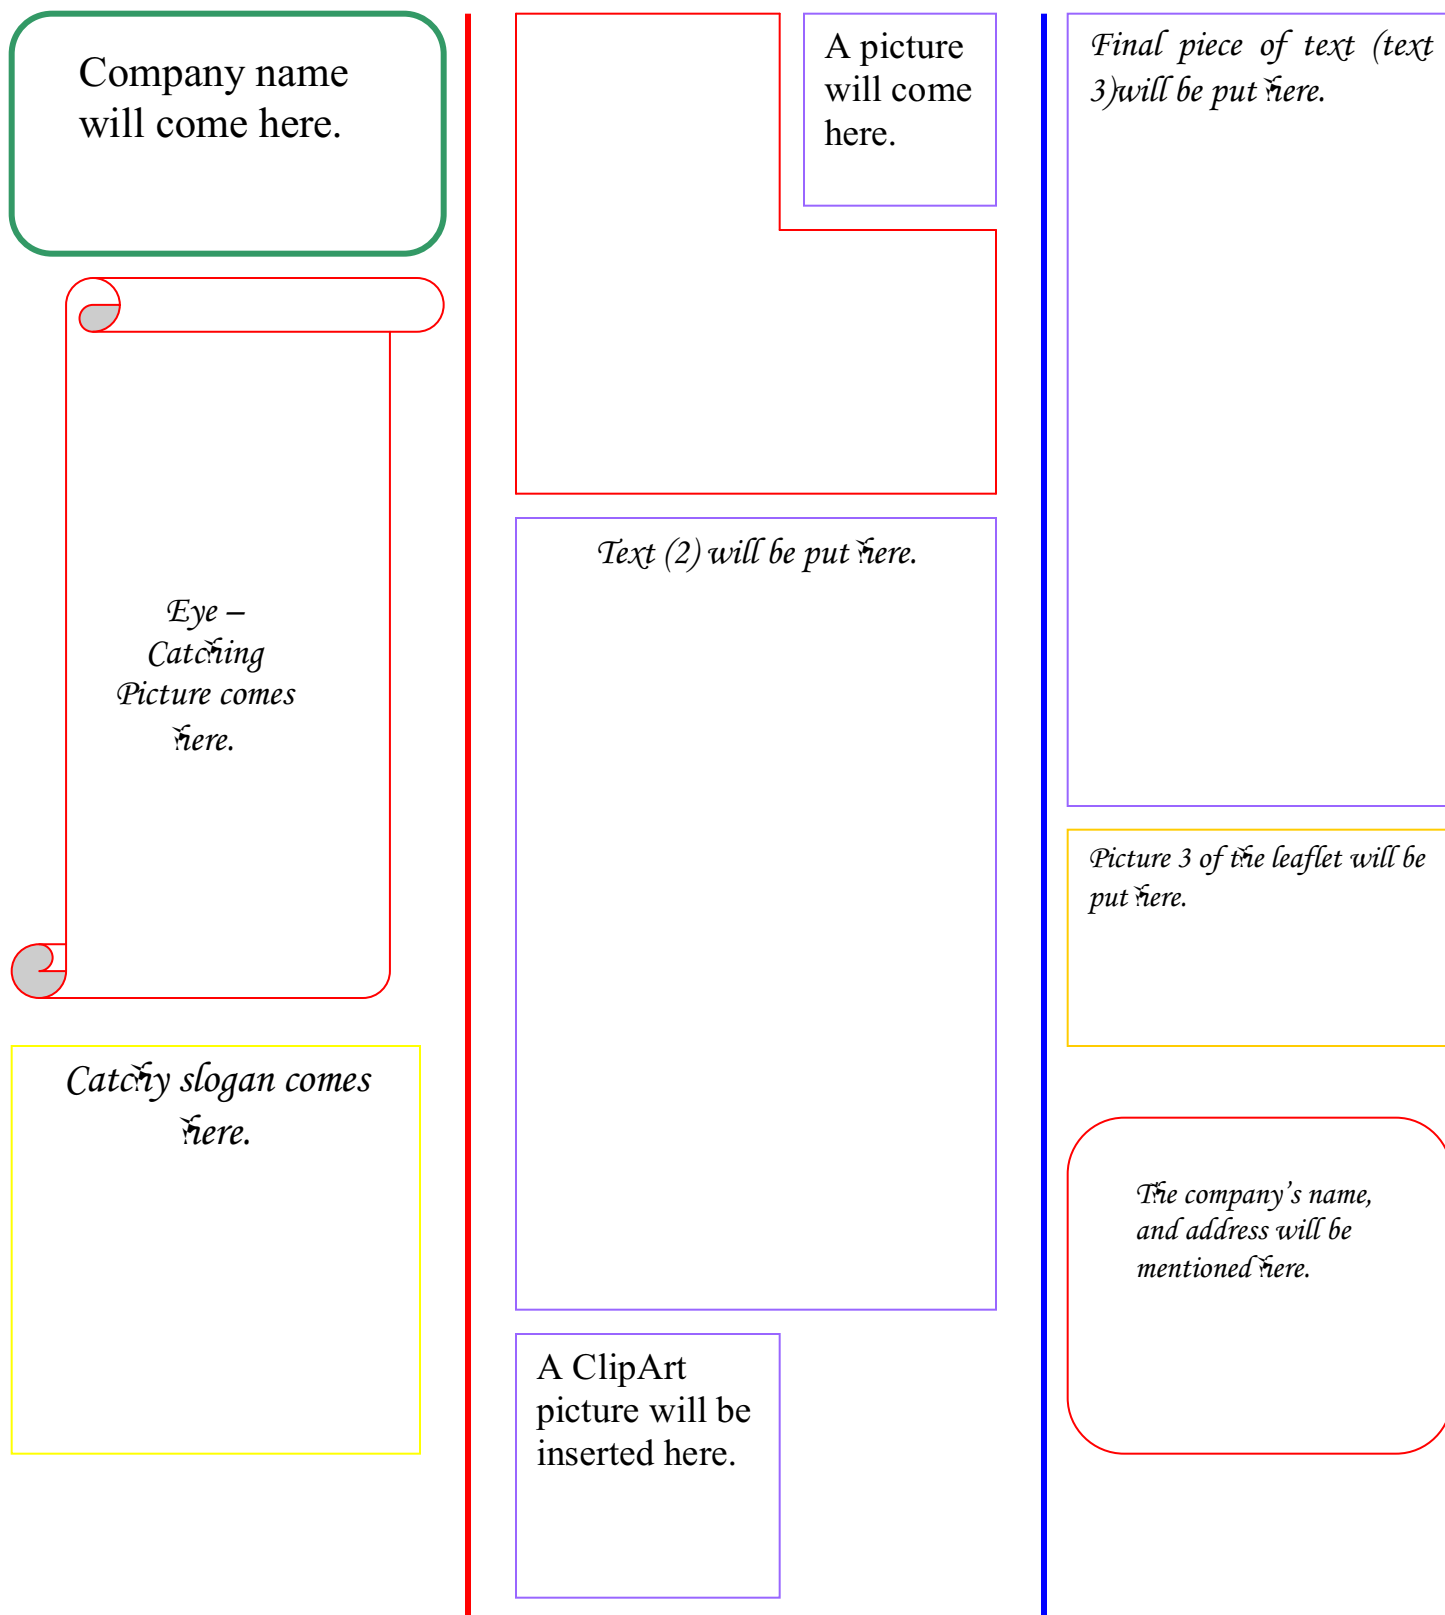 Company name
will come here.
Eye –
Catching
Picture comes
here.
Catchy slogan comes
here.
A picture
will come
here.
Text (2) will be put here.
A ClipArt
picture will be
inserted here.
Final piece of text (text
3)will be put here.
Picture 3 of the leaflet will be
put here.
The company’s name,
and address will be
mentioned here.